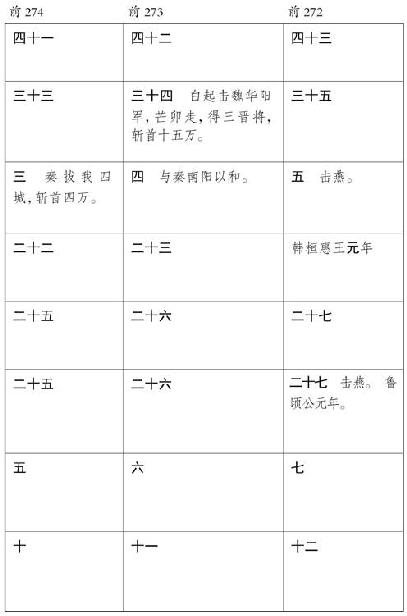 前 274 前 273 前 272
四十一 四十二 四十三
三十三 三十四 白起击魏华阳 三十五
军，芒卯走，得三晋将，
斩首十五万。
三 秦拔我四 四 与秦南阳以和。 五 击燕。
城，斩首四万。
二十二 二十三 韩桓惠王元年
二十五 二十六 二十七
二十五 二十六 二十七 击燕。 鲁
顷公元年。
五 六 七
十 十一 十二